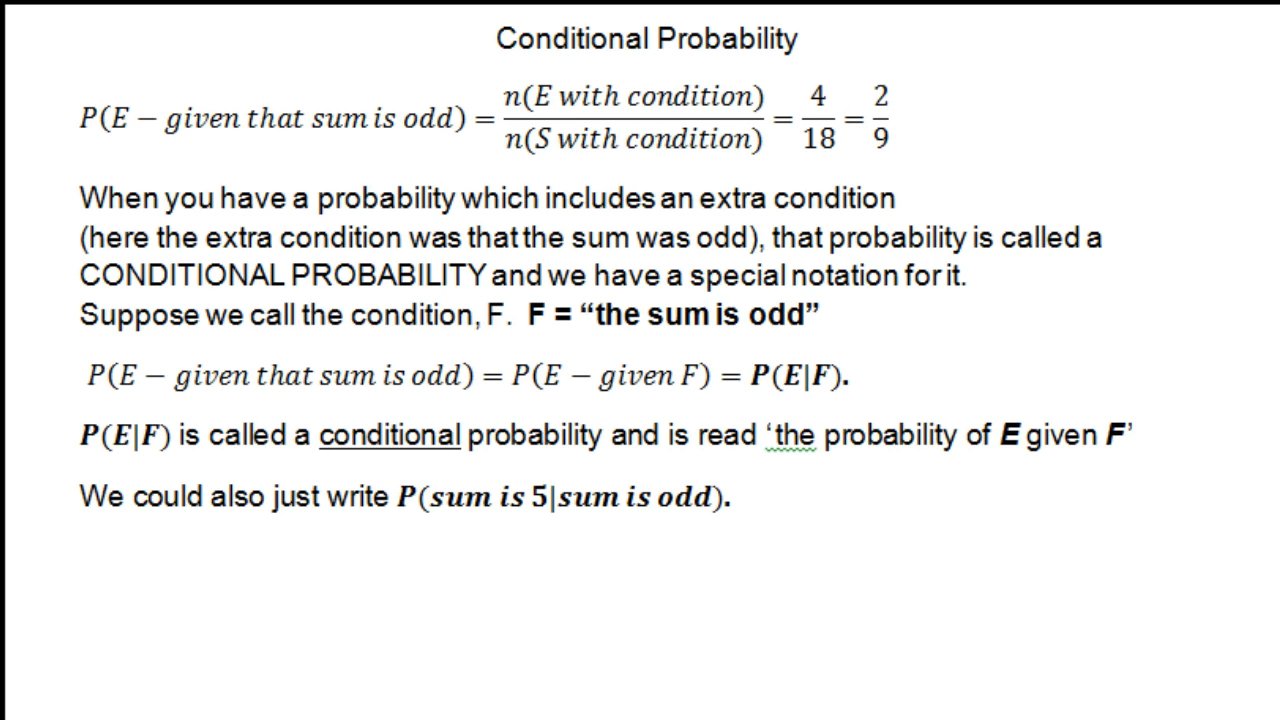 Conditional Probability
P(E − given that sum is odd) = n(E with condition)/n(S with condition) = 4/18 = 2/9
When you have a probability which includes an extra condition
(here the extra condition was that the sum was odd), that probability is called a
CONDITIONAL PROBABILITY and we have a special notation for it.
Suppose we call the condition, F. F = “the sum is odd”
P(E − given that sum is odd) = P(E − given F) = P(E|F).
P(E|F) is called a conditional probability and is read ‘the probability of E given F’
We could also just write P(sum is 5|sum is odd).